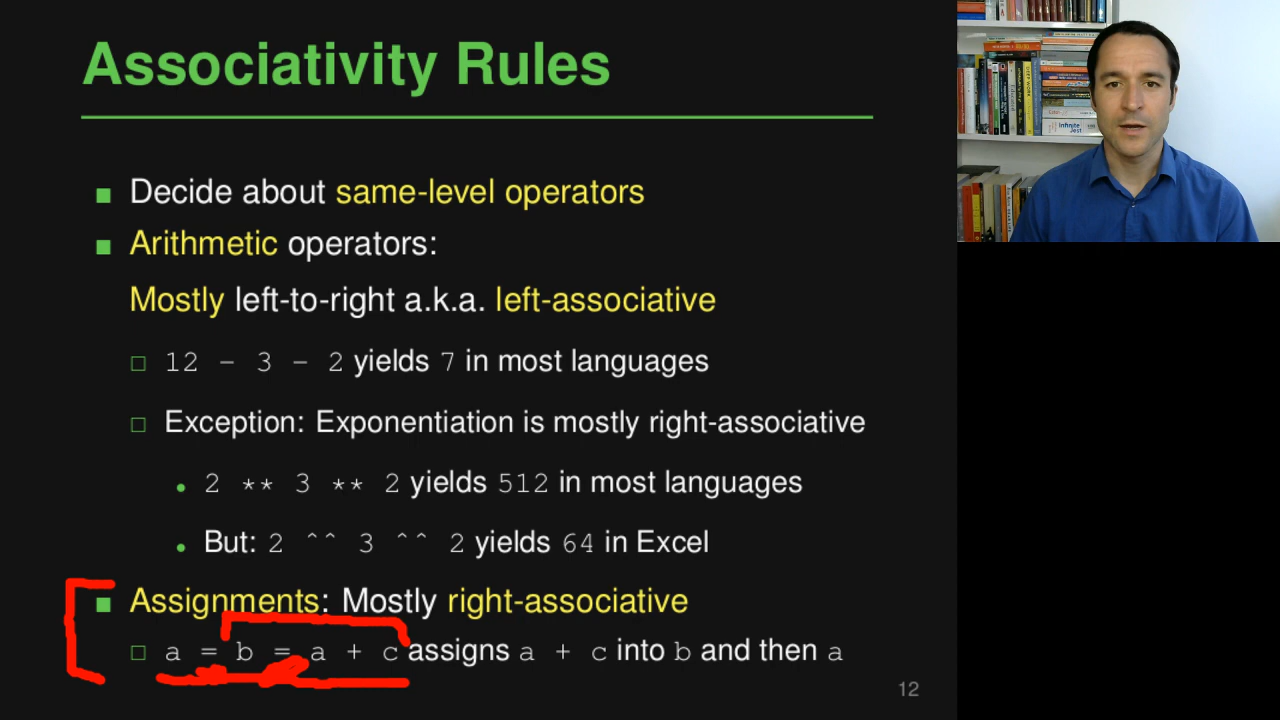 Associativity Rules
Decide about same-level operators
Arithmetic operators:
Mostly left-to-right a.k.a. left-associative
12 - 3 - 2 yields 7 in most languages
Exception: Exponentiation is mostly right-associative
2 ** 3 ** 2 yields 512 in most languages
But: 2 ^^ 3 ^^ 2 yields 64 in Excel
Assignments: Mostly right-associative
a = b = a + c assigns a + c into b and then a
12
Infinite
Jest